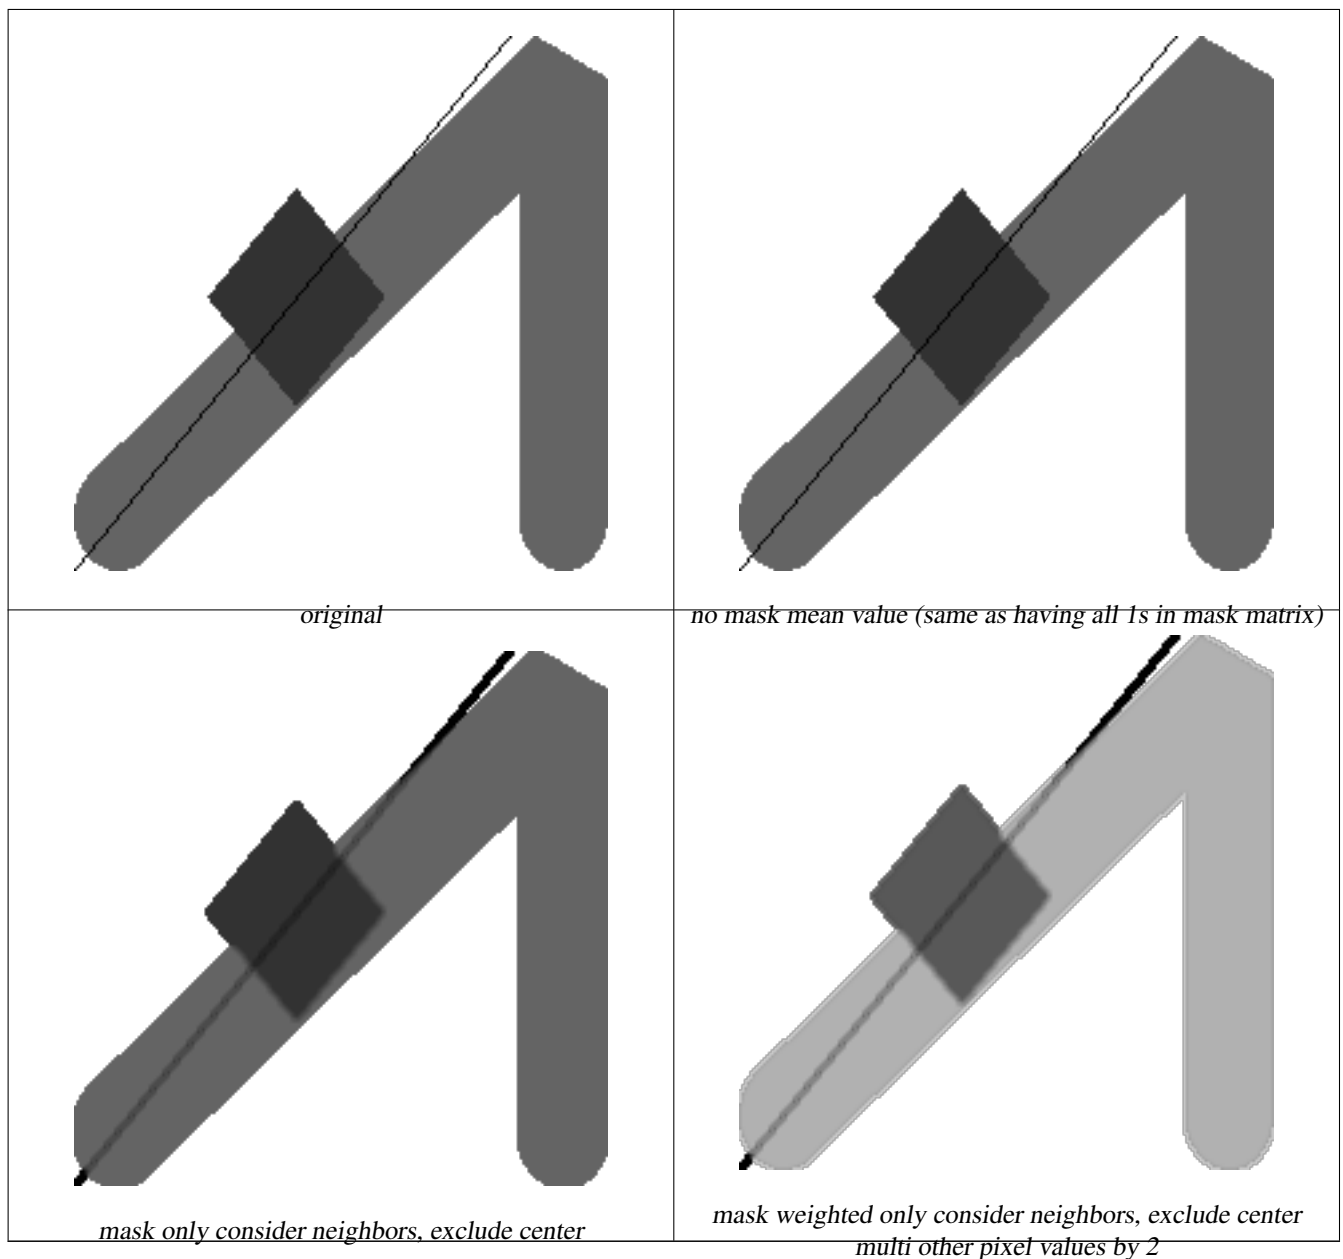 original
no mask mean value (same as having all 1s in mask matrix)
mask only consider neighbors, exclude center
mask weighted only consider neighbors, exclude center
multi other pixel values by 2